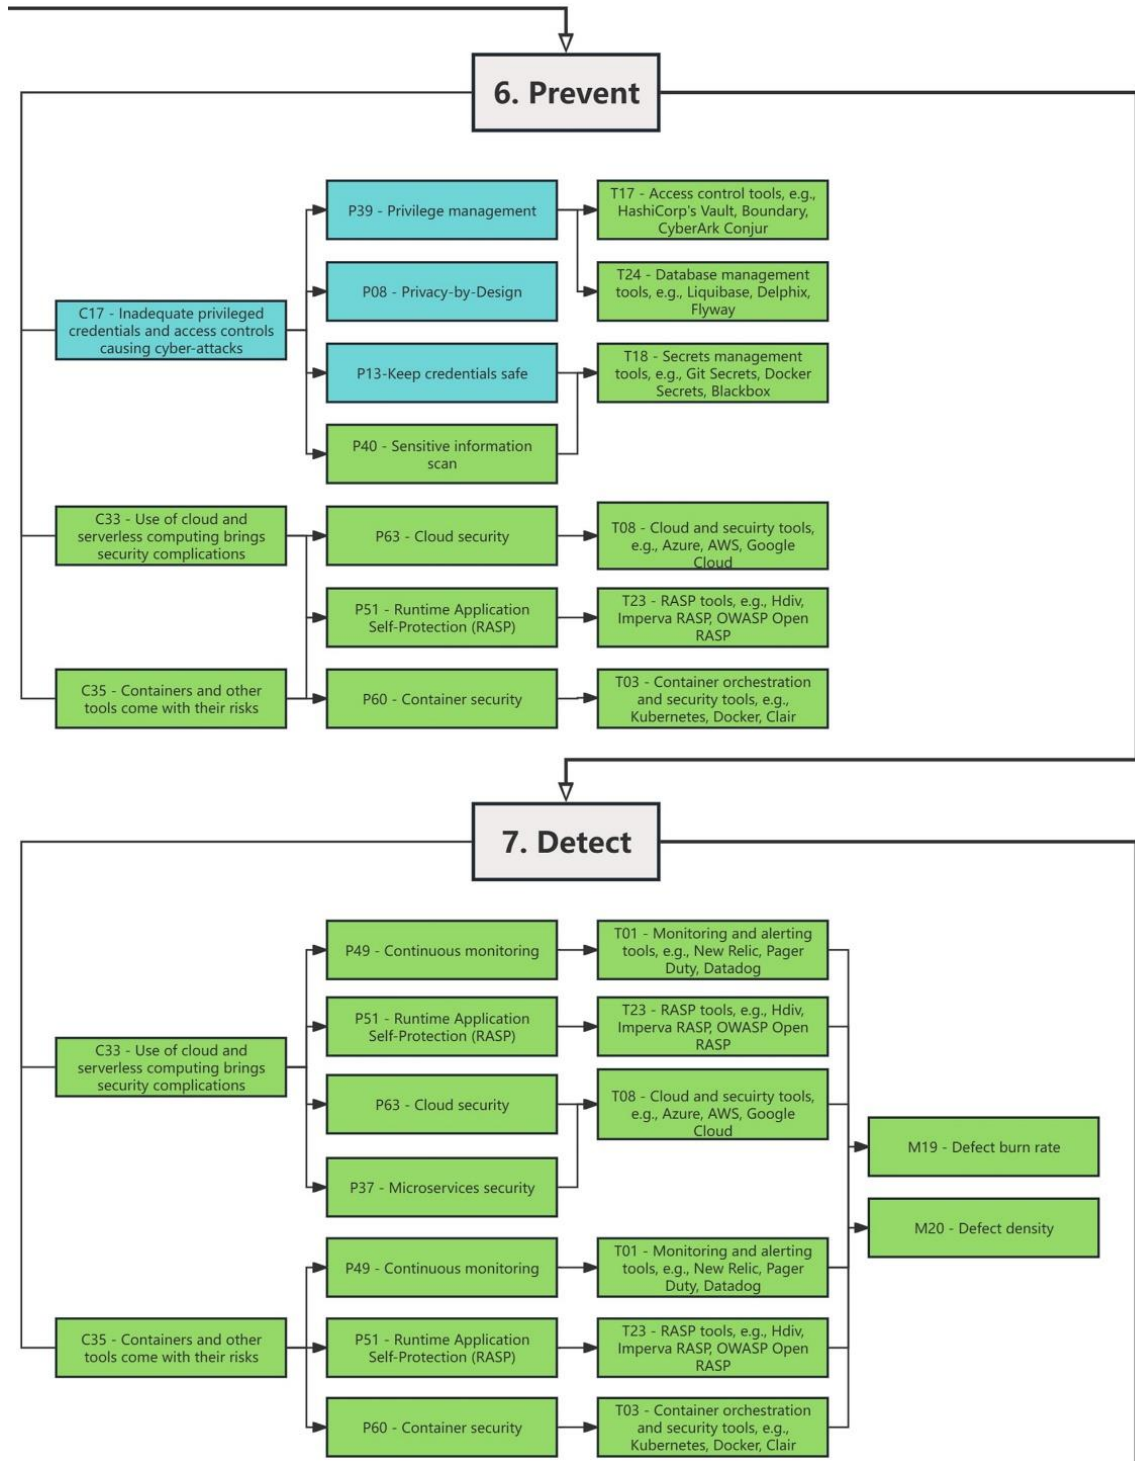 6. Prevent
P39 - Privilege management
T17 - Access control tools, e.g.,
HashiCorp's Vault, Boundary,
CyberArk Conjur
P08 - Privacy-by-Design
T24 - Database management
tools, e.g., Liquibase, Delphix,
Flyway
C17 - Inadequate privileged
credentials and access controls
causing cyber-attacks
P13-Keep credentials safe
T18 - Secrets management
tools, e.g., Git Secrets, Docker
Secrets, Blackbox
P40 - Sensitive information
scan
C33 - Use of cloud and
serverless computing brings
security complications
P63 - Cloud security
T08 - Cloud and secuirty tools,
e.g., Azure, AWS, Google
Cloud
P51 - Runtime Application
Self-Protection (RASP)
T23 - RASP tools, e.g., Hdiv,
Imperva RASP, OWASP Open
RASP
C35 - Containers and other
tools come with their risks
P60 - Container security
T03 - Container orchestration
and security tools, e.g.,
Kubernetes, Docker, Clair
7. Detect
P49 - Continuous monitoring
T01 - Monitoring and alerting
tools, e.g., New Relic, Pager
Duty, Datadog
P51 - Runtime Application
Self-Protection (RASP)
T23 - RASP tools, e.g., Hdiv,
Imperva RASP, OWASP Open
RASP
C33 - Use of cloud and
serverless computing brings
security complications
P63 - Cloud security
T08 - Cloud and secuirty tools,
e.g., Azure, AWS, Google
Cloud
P37 - Microservices security
M19 - Defect burn rate
M20 - Defect density
P49 - Continuous monitoring
T01 - Monitoring and alerting
tools, e.g., New Relic, Pager
Duty, Datadog
C35 - Containers and other
tools come with their risks
P51 - Runtime Application
Self-Protection (RASP)
T23 - RASP tools, e.g., Hdiv,
Imperva RASP, OWASP Open
RASP
P60 - Container security
T03 - Container orchestration
and security tools, e.g.,
Kubernetes, Docker, Clair